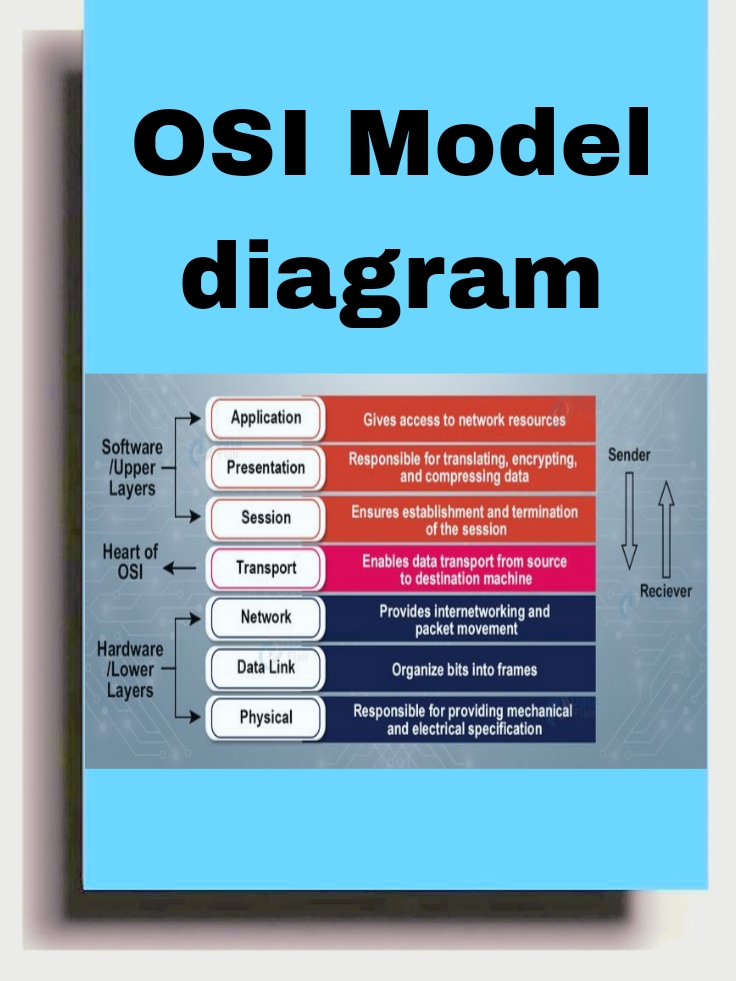 OSI Model
diagram
Software
/Upper
Layers
Application
Gives access to network resources
Presentation
Responsible for translating, encrypting,
and compressing data
Session
Ensures establishment and termination
of the session
Heart of
OSI
Transport
Enables data transport from source
to destination machine
Hardware
/Lower
Layers
Network
Provides internetworking and
packet movement
Data Link
Organize bits into frames
Physical
Responsible for providing mechanical
and electrical specification
Sender
Reciever